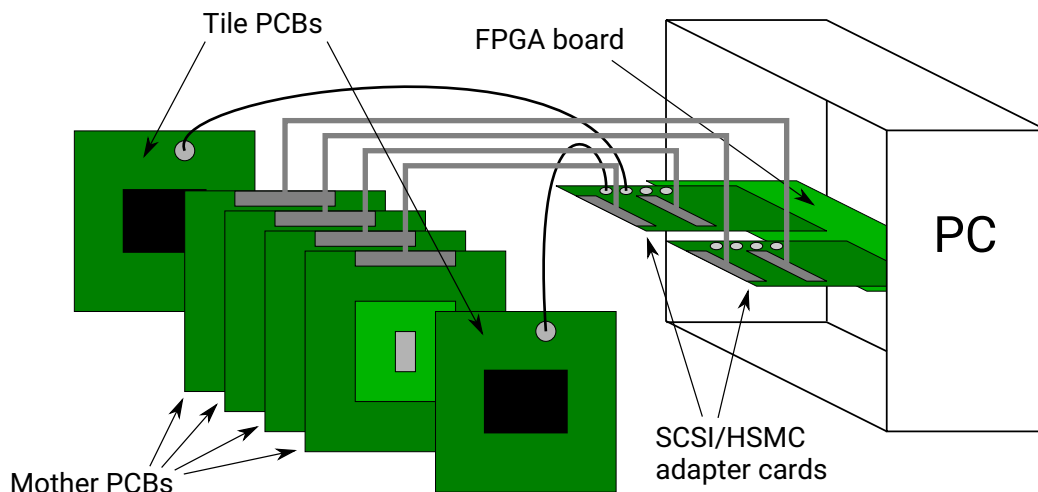 Tile PCBs
FPGA board
PC
SCSI/HSMC
adapter cards
Mother PCBs